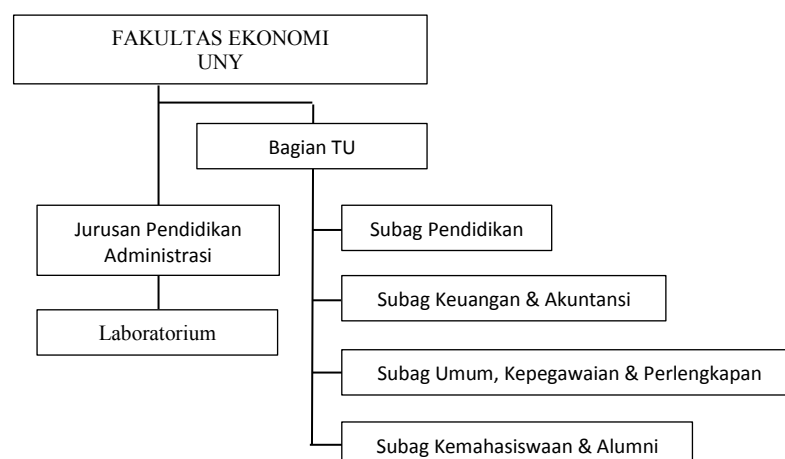 FAKULTAS EKONOMI
UNY
Bagian TU
Jurusan Pendidikan
Administrasi
Subag Pendidikan
Subag Keuangan & Akuntansi
Laboratorium
Subag Umum, Kepegawaian & Perlengkapan
Subag Kemahasiswaan & Alumni